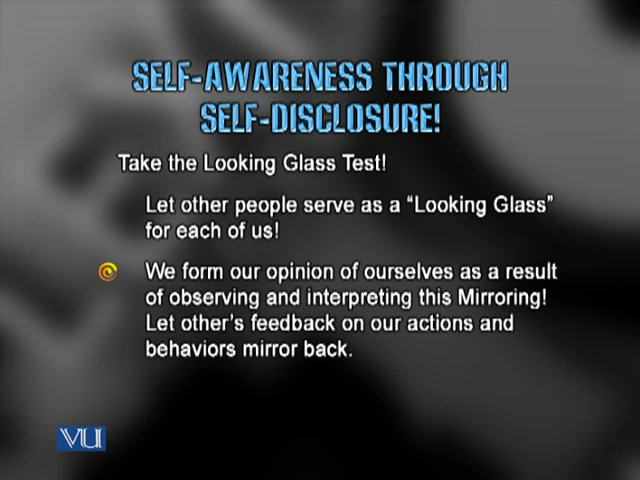 SELF-AWARENESS THROUGH
SELF-DISCLOSURE!
Take the Looking Glass Test!
Let other people serve as a “Looking Glass”
for each of us!
We form our opinion of ourselves as a result
of observing and interpreting this Mirroring!
Let other’s feedback on our actions and
behaviors mirror back.
VU